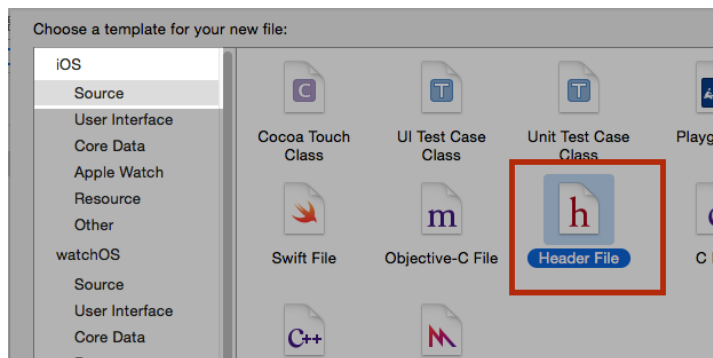 Choose a template for your new file:
iOS
Source
User Interface
Core Data
Apple Watch
Resource
Other
watchOS
Source
User Interface
Core Data
C
T
T
Cocoa Touch
Class
UI Test Case
Class
Unit Test Case
Class
Playg
m
h
Swift File
Objective-C File
Header File
C
C++